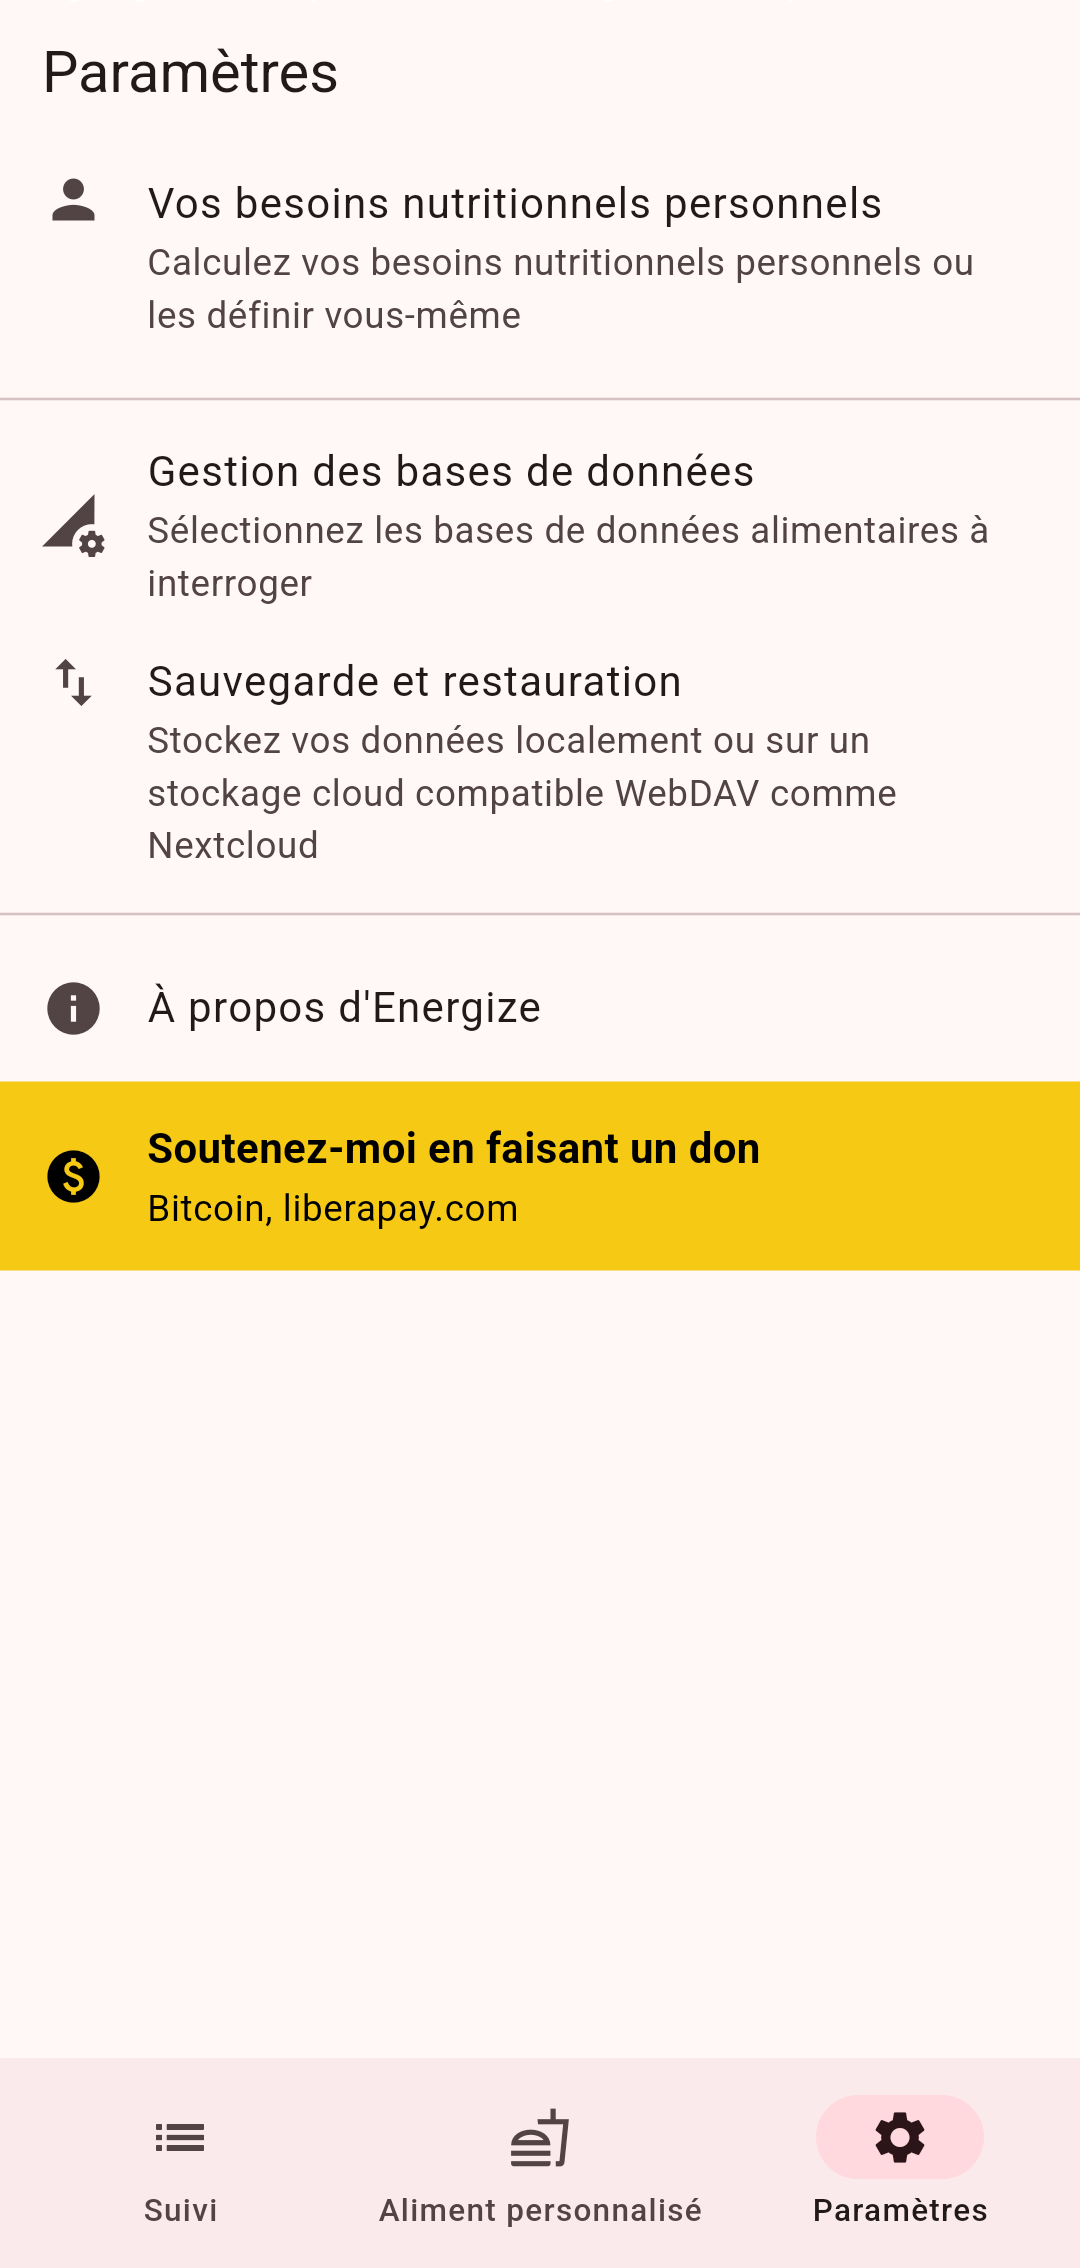 Paramètres
Vos besoins nutritionnels personnels
Calculez vos besoins nutritionnels personnels ou
les définir vous-même
Gestion des bases de données
Sélectionnez les bases de données alimentaires à
interroger
Sauvegarde et restauration
Stockez vos données localement ou sur un
stockage cloud compatible WebDAV comme
Nextcloud
À propos d'Energize
Soutenez-moi en faisant un don
Bitcoin, liberapay.com
Suivi
Aliment personnalisé
Paramètres